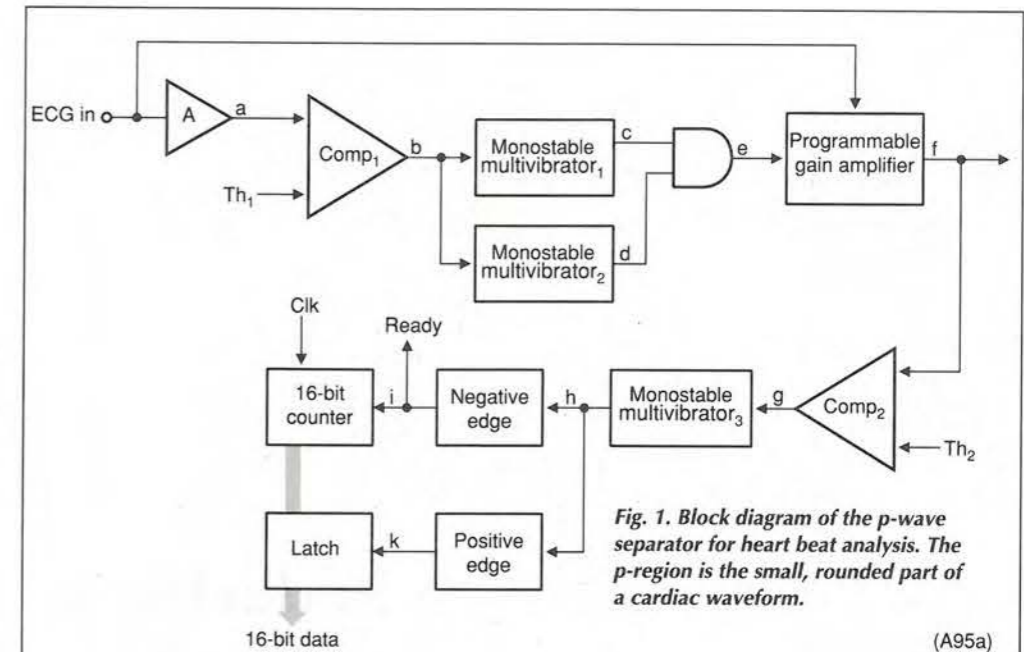 ECG in
A
a
Comp1
Th1
b
Monostable
multivibrator1
c
Monostable
multivibrator2
d
e
Programmable
gain amplifier
f
Clk
Ready
16-bit
counter
i
Negative
edge
h
Monostable
multivibrator3
g
Comp2
Th2
Latch
k
Positive
edge
16-bit data
Fig. 1. Block diagram of the p-wave
separator for heart beat analysis. The
p-region is the small, rounded part of
a cardiac waveform.
(A95a)